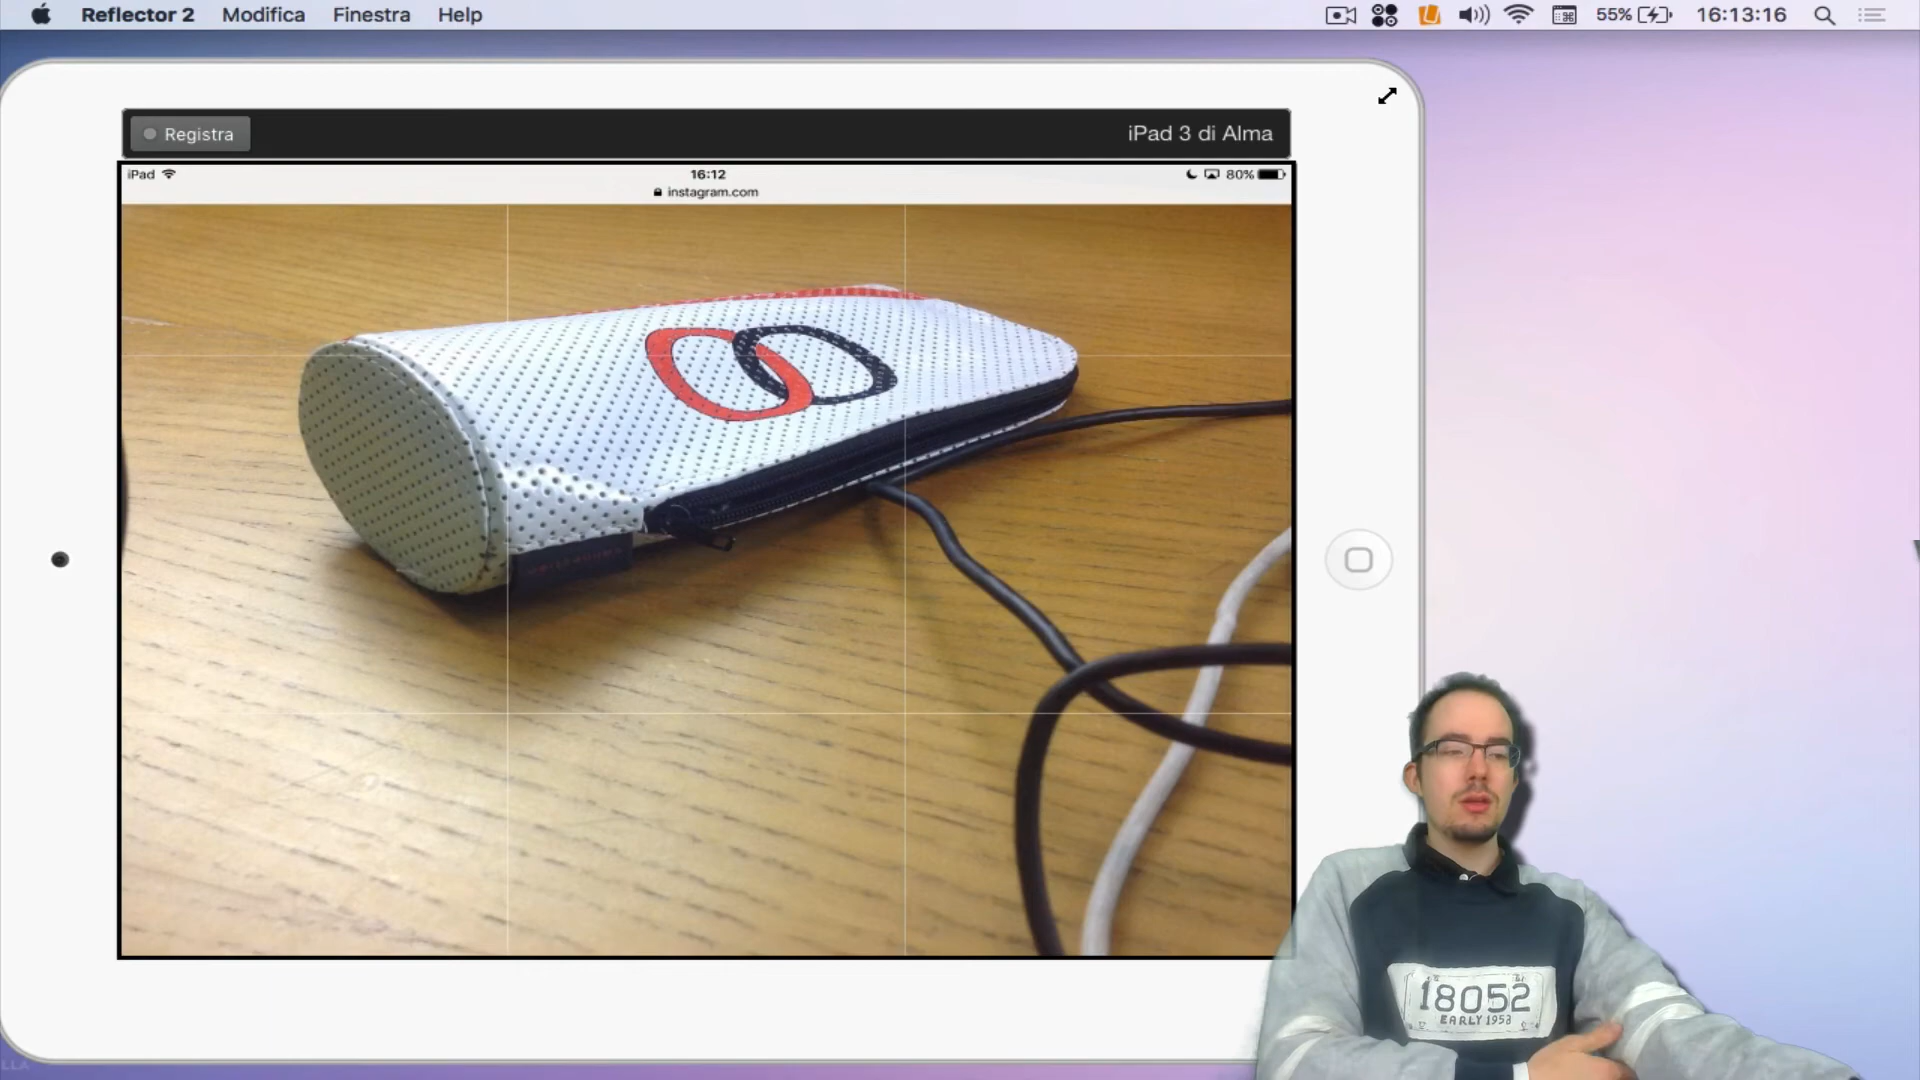 Reflector 2 Modifica Finestra Help 55% 16:13:16
Registra iPad 3 di Alma
iPad 16:12 80%
instagram.com
18052
EARLY 1953